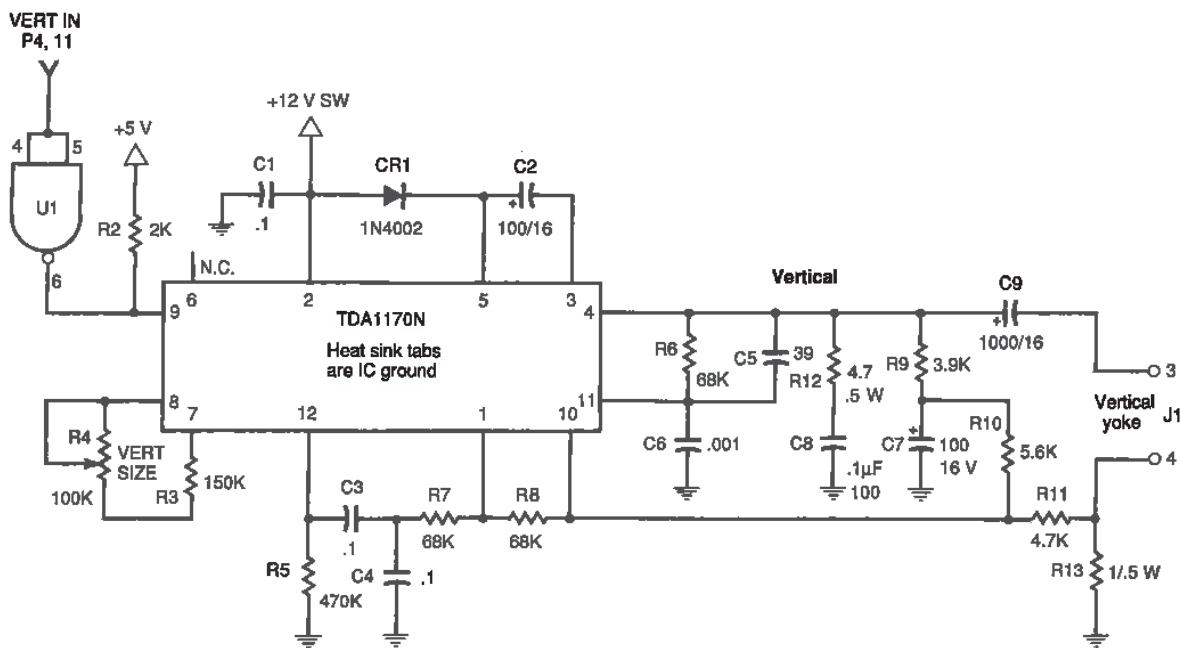 VERT IN
P4, 11
4
5
U1
6
+5 V
R2
2K
+12 V SW
C1
.1
CR1
1N4002
C2
+
100/16
N.C.
6
2
5
3
9
4
TDA1170N
Heat sink tabs
are IC ground
8
7
12
1
10
11
R4
VERT
SIZE
100K
R3
150K
Vertical
R6
68K
C5
39
R12
4.7
.5 W
R9
3.9K
C9
+
1000/16
3
Vertical
yoke
J1
4
C6
.001
C8
.1µF
100
C7
+
100
16 V
R10
5.6K
R11
4.7K
R13
1/.5 W
C3
.1
R7
68K
R8
68K
R5
470K
C4
.1